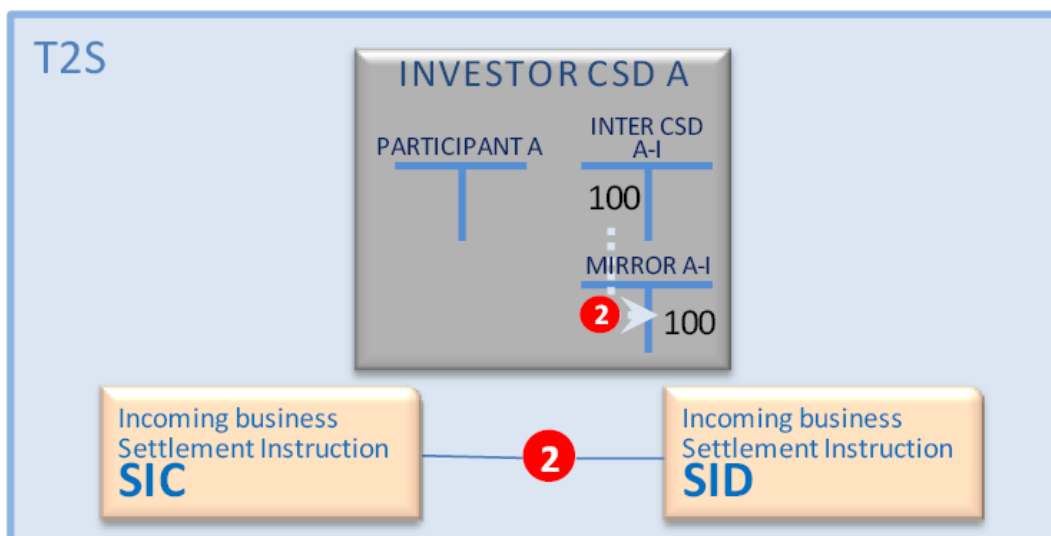 T2S
INVESTOR CSD A
PARTICIPANT A
INTER CSD
A-I
100
MIRROR A-I
2
100
Incoming business
Settlement Instruction
SIC
2
Incoming business
Settlement Instruction
SID